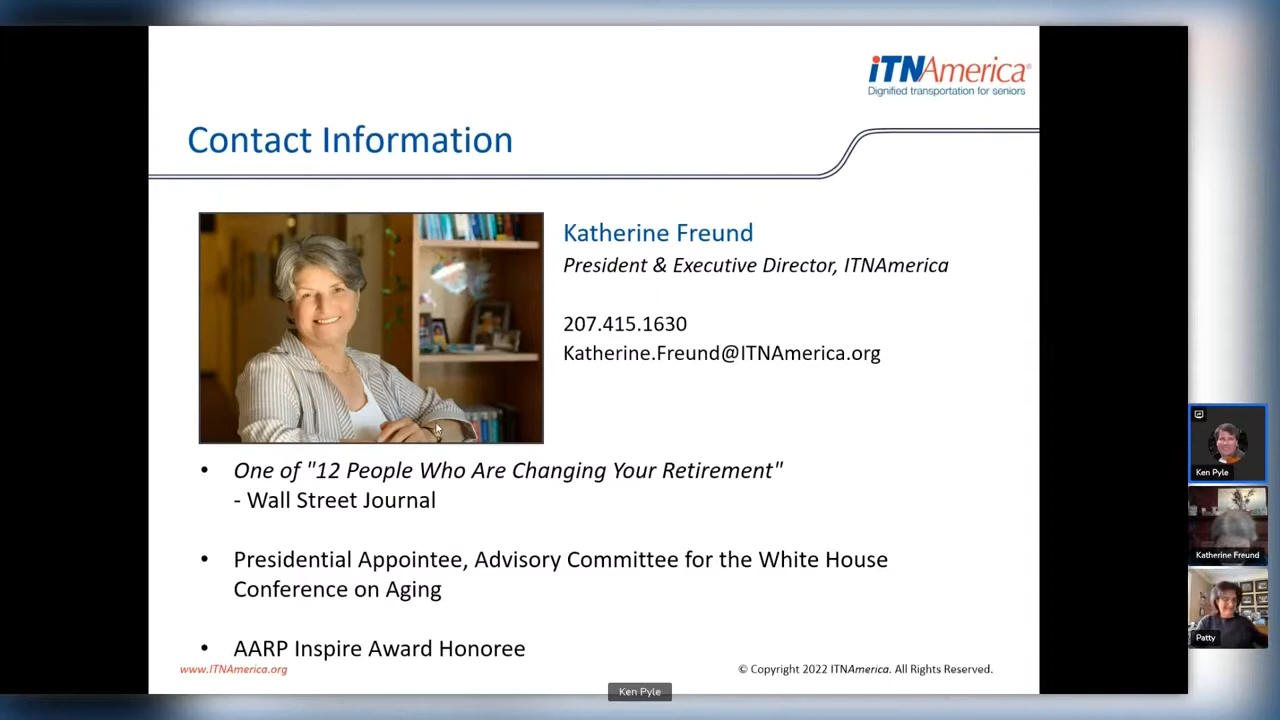 iTNAmerica®
Dignified transportation for seniors
Contact Information
Katherine Freund
President & Executive Director, ITNAmerica
207.415.1630
Katherine.Freund@ITNAmerica.org
• One of "12 People Who Are Changing Your Retirement"
- Wall Street Journal
• Presidential Appointee, Advisory Committee for the White House
Conference on Aging
• AARP Inspire Award Honoree
www.ITNAmerica.org
© Copyright 2022 ITNAmerica. All Rights Reserved.
Ken Pyle
Ken Pyle
Katherine Freund
Patty